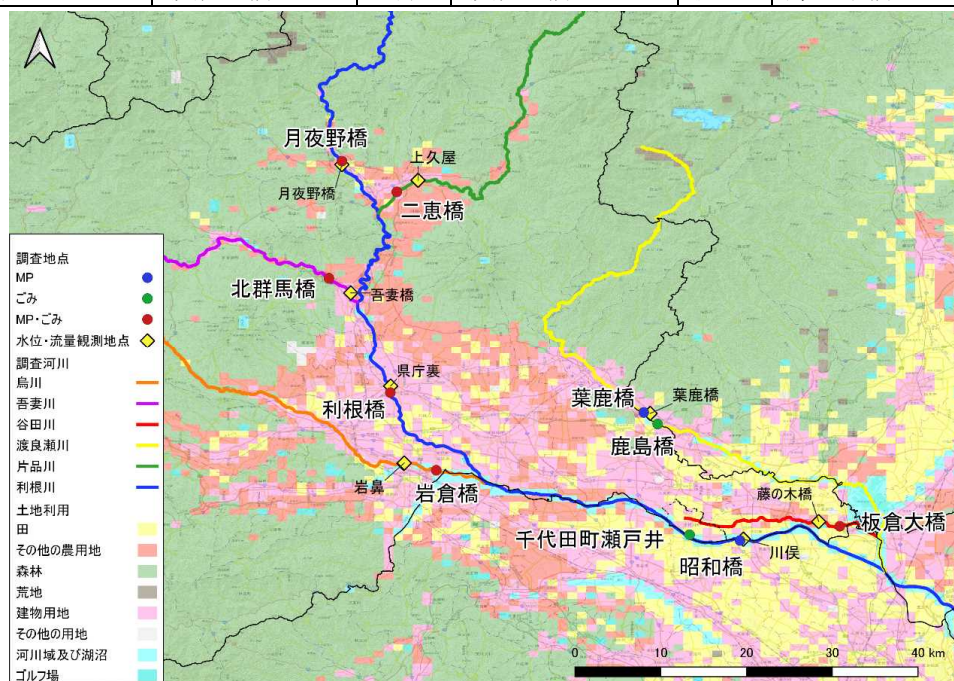 月夜野橋
上久屋
月夜野橋
二恵橋
北群馬橋
吾妻橋
県庁裏
利根橋
葉鹿橋
葉鹿橋
鹿島橋
岩鼻
岩倉橋
藤の木橋
板倉大橋
千代田町瀬戸井
昭和橋
川俣
調査地点
MP
ごみ
MP・ごみ
水位・流量観測地点
調査河川
烏川
吾妻川
谷田川
渡良瀬川
片品川
利根川
土地利用
田
その他の農用地
森林
荒地
建物用地
その他の用地
河川域及び湖沼
ゴルフ場
0 10 20 30 40 km